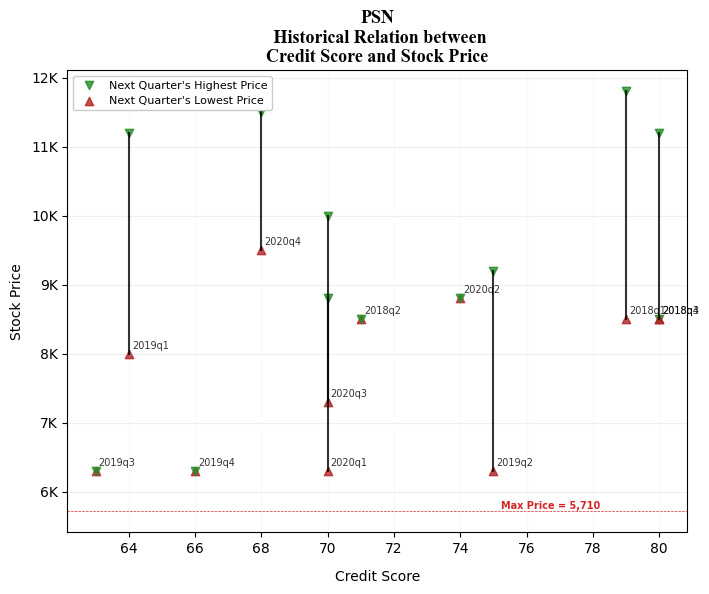 PSN
Historical Relation between
Credit Score and Stock Price
12K
11K
10K
9K
8K
7K
6K
Stock Price
Next Quarter's Highest Price
Next Quarter's Lowest Price
2020q4
2019q1
2018q2
2020q2
2018q1
2020q3
2019q3
2019q4
2020q1
2019q2
Max Price = 5,710
64
66
68
70
72
74
76
78
80
Credit Score